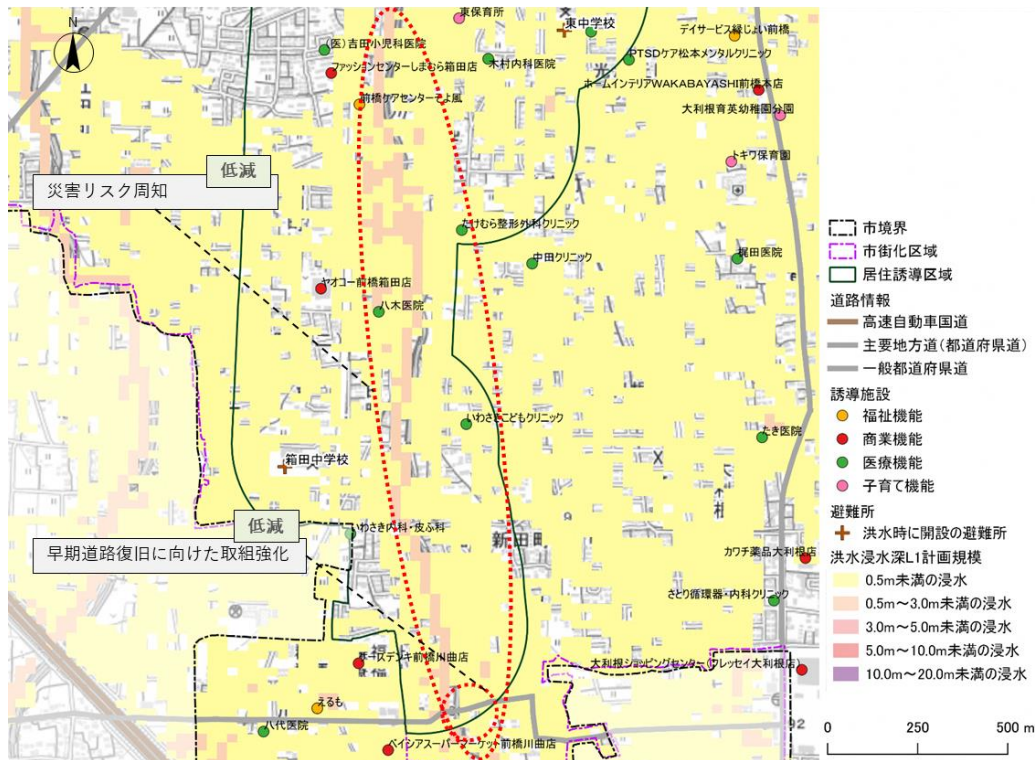 N
東保育所
東中学校
(医)吉田小児科医院
木村内科医院
PTSDケア松本メンタルクリニック
デイサービス縁じょい前橋
ファッションセンターしまむら箱田店
ホームインテリアWAKABAYASHI前橋本店
前橋ケアセンターそよ風
大利根育英幼稚園分園
トキワ保育園
低減
災害リスク周知
たけむら整形外科クリニック
中田クリニック
梶田医院
ヤオコー前橋箱田店
八木医院
いわさきこどもクリニック
たき医院
箱田中学校
低減
早期道路復旧に向けた取組強化
いわさき内科・皮ふ科
新田町
カワチ薬品大利根店
さとり循環器・内科クリニック
ケーズデンキ前橋川曲店
大利根ショッピングセンター(フレッセイ大利根店)
えるも
八代医院
ベイシアスーパーマーケット前橋川曲店
92
市境界
市街化区域
居住誘導区域
道路情報
高速自動車国道
主要地方道(都道府県道)
一般都道府県道
誘導施設
福祉機能
商業機能
医療機能
子育て機能
避難所
洪水時に開設の避難所
洪水浸水深L1計画規模
0.5m未満の浸水
0.5m～3.0m未満の浸水
3.0m～5.0m未満の浸水
5.0m～10.0m未満の浸水
10.0m～20.0m未満の浸水
0 500 m